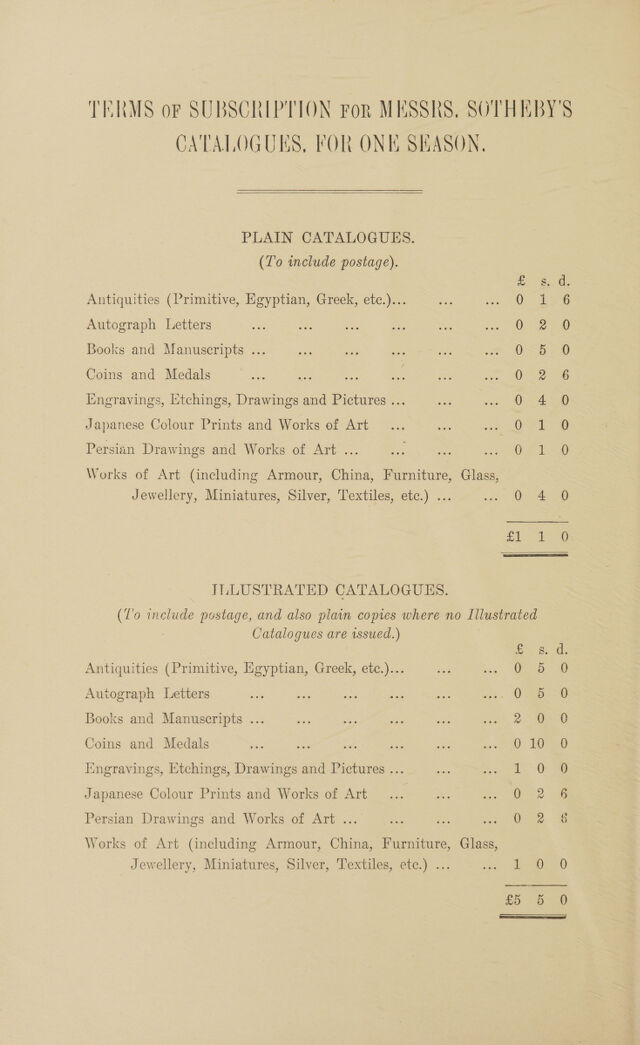 TERMS OF SUBSCRIPTION FOR MESSRS. SOTHEBY'S
CATALOGUES, FOR ONE SEASON.
PLAIN CATALOGUES.
(To include postage).
£ s. d.
Antiquities (Primitive, Egyptian, Greek, etc.)... ... ... 0 1 6
Autograph Letters ... ... ... ... ... ... 0 2 0
Books and Manuscripts ... ... ... ... ... ... 0 5 0
Coins and Medals ... ... ... ... ... ... 0 2 6
Engravings, Etchings, Drawings and Pictures ... ... ... 0 4 0
Japanese Colour Prints and Works of Art ... ... ... 0 1 0
Persian Drawings and Works of Art ... ... ... ... 0 1 0
Works of Art (including Armour, China, Furniture, Glass,
Jewellery, Miniatures, Silver, Textiles, etc.) ... ... 0 4 0
£1 1 0
ILLUSTRATED CATALOGUES.
(To include postage, and also plain copies where no Illustrated
Catalogues are issued.)
£ s. d.
Antiquities (Primitive, Egyptian, Greek, etc.)... ... ... 0 5 0
Autograph Letters ... ... ... ... ... ... 0 5 0
Books and Manuscripts ... ... ... ... ... ... 2 0 0
Coins and Medals ... ... ... ... ... ... 0 10 0
Engravings, Etchings, Drawings and Pictures ... ... ... 1 0 0
Japanese Colour Prints and Works of Art ... ... ... 0 2 6
Persian Drawings and Works of Art ... ... ... ... 0 2 6
Works of Art (including Armour, China, Furniture, Glass,
Jewellery, Miniatures, Silver, Textiles, etc.) ... ... 1 0 0
£5 5 0